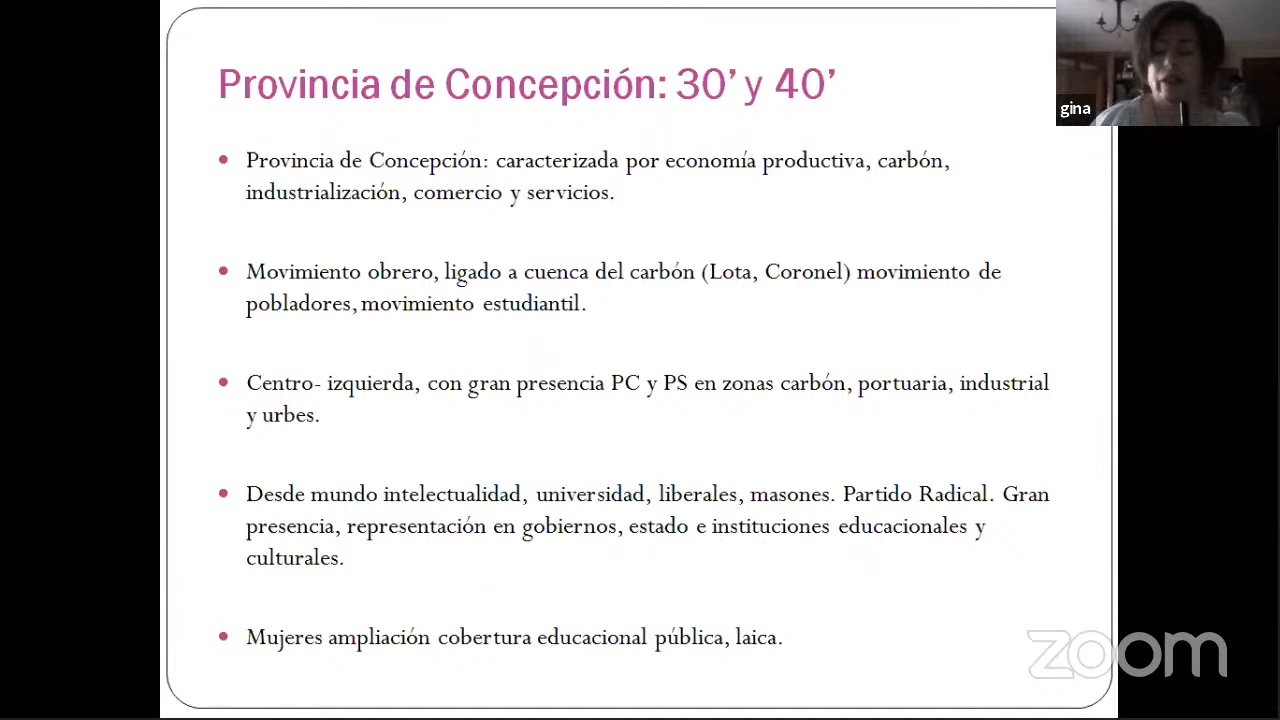 Provincia de Concepción: 30’ y 40’
gina
Provincia de Concepción: caracterizada por economía productiva, carbón,
industrialización, comercio y servicios.
Movimiento obrero, ligado a cuenca del carbón (Lota, Coronel) movimiento de
pobladores, movimiento estudiantil.
Centro- izquierda, con gran presencia PC y PS en zonas carbón, portuaria, industrial
y urbes.
Desde mundo intelectualidad, universidad, liberales, masones. Partido Radical. Gran
presencia, representación en gobiernos, estado e instituciones educacionales y
culturales.
Mujeres ampliación cobertura educacional pública, laica.
zoom